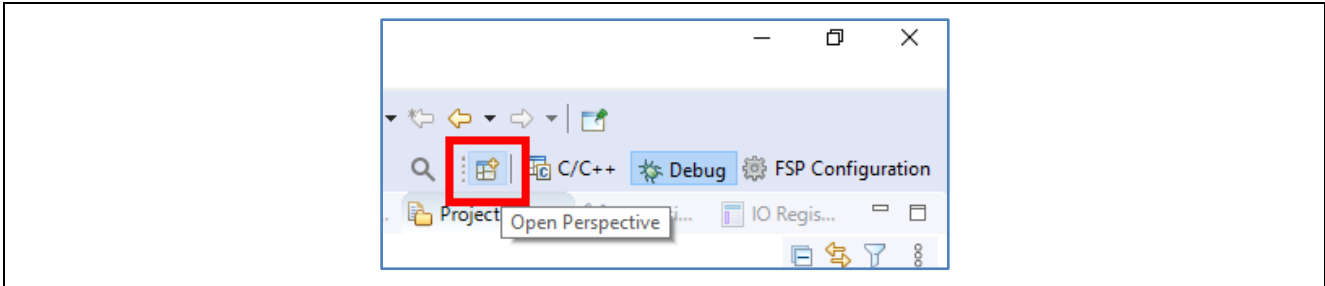 C/C++ Debug FSP Configuration
Project IO Regis...
Open Perspective